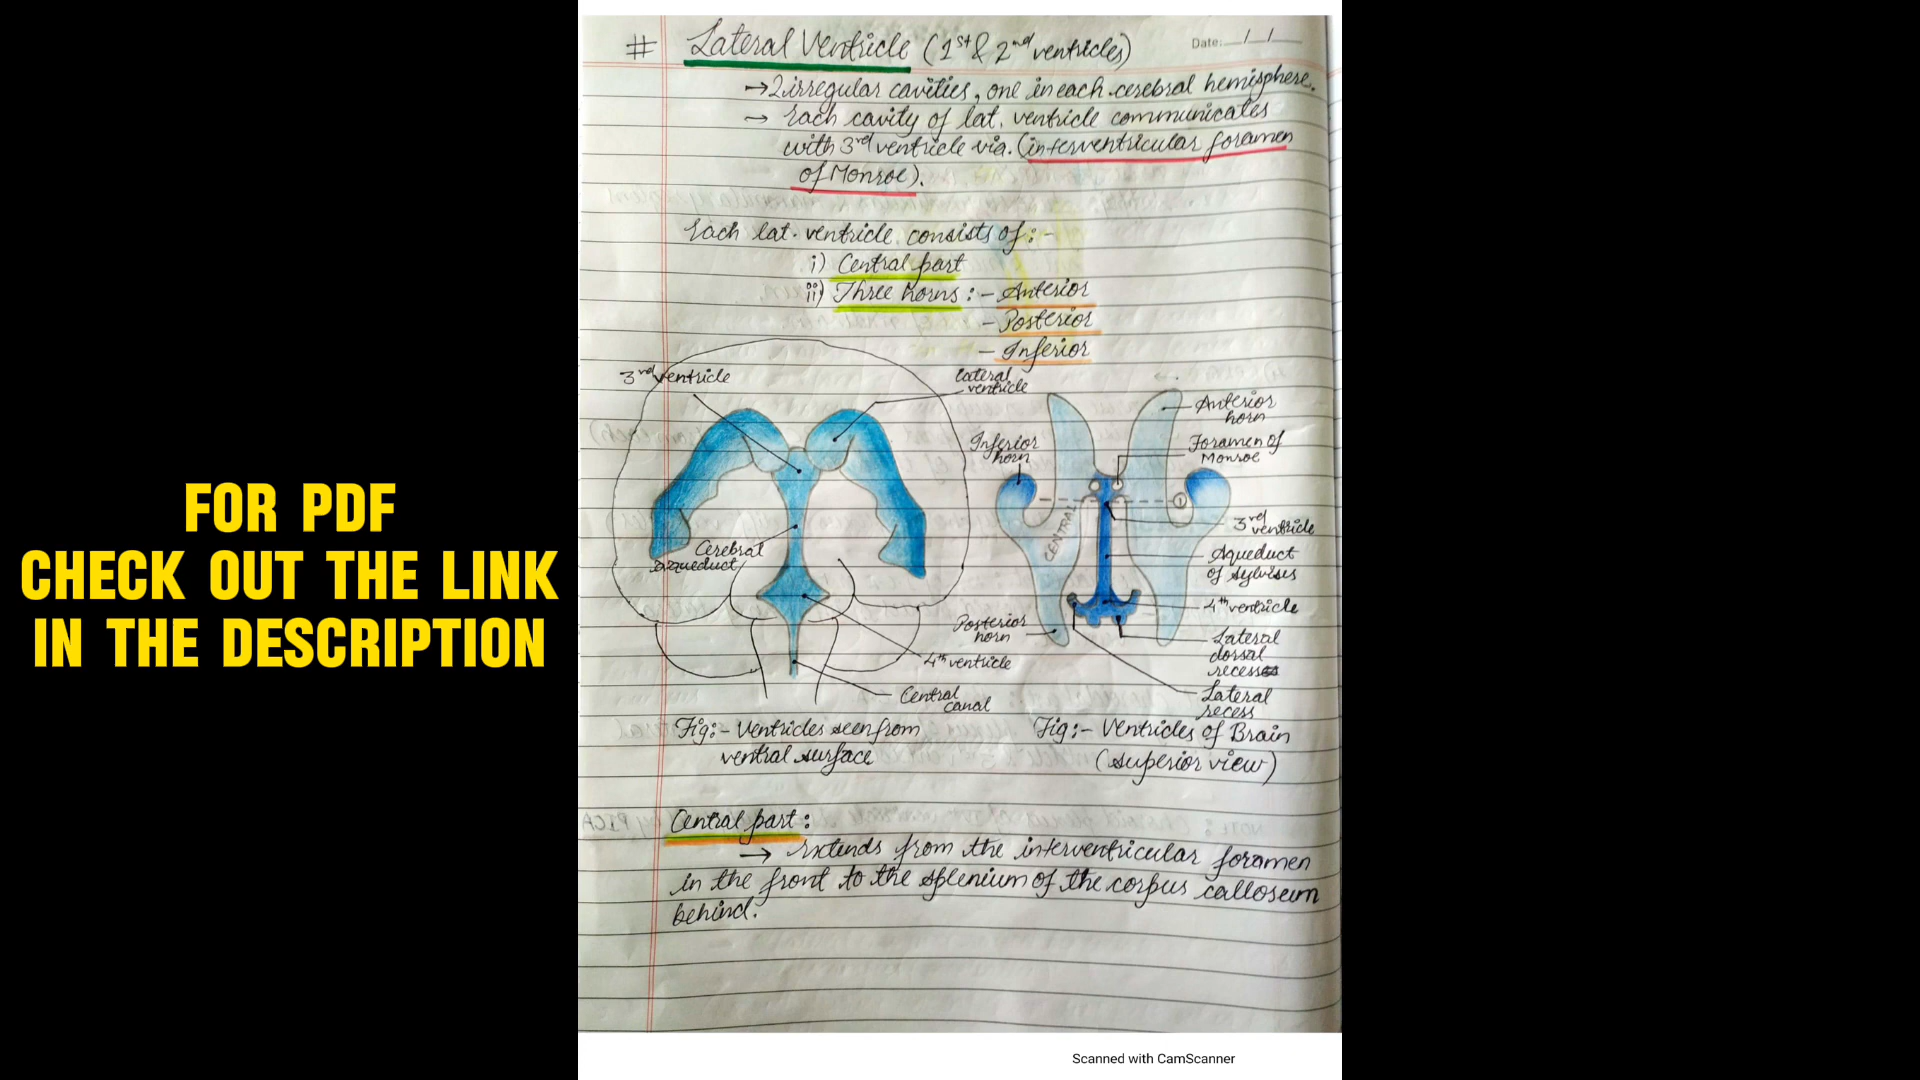 FOR PDF
CHECK OUT THE LINK
IN THE DESCRIPTION
# Lateral Ventricle (1st & 2nd ventricles)
Date: / /
→ 2 irregular cavities, one in each cerebral hemisphere.
→ Each cavity of lat. ventricle communicates
with 3rd ventricle via. (interventricular foramen
of Monroe).
Each lat. ventricle consists of :-
i) Central part
ii) Three horns : - Anterior
- Posterior
- Inferior
3rd ventricle
lateral
ventricle
Cerebral
aqueduct
4th ventricle
Central
canal
Fig:- Ventricles seen from
ventral surface
Anterior
horn
Inferior
horn
Foramen of
Monroe
1
CENTRAL
3rd
ventricle
Aqueduct
of Sylvises
4th ventricle
Posterior
horn
Lateral
dorsal
recess
Lateral
recess
Fig:- Ventricles of Brain
(superior view)
Central part :
→ Extends from the interventricular foramen
in the front to the splenium of the corpus callosum
behind.
Scanned with CamScanner